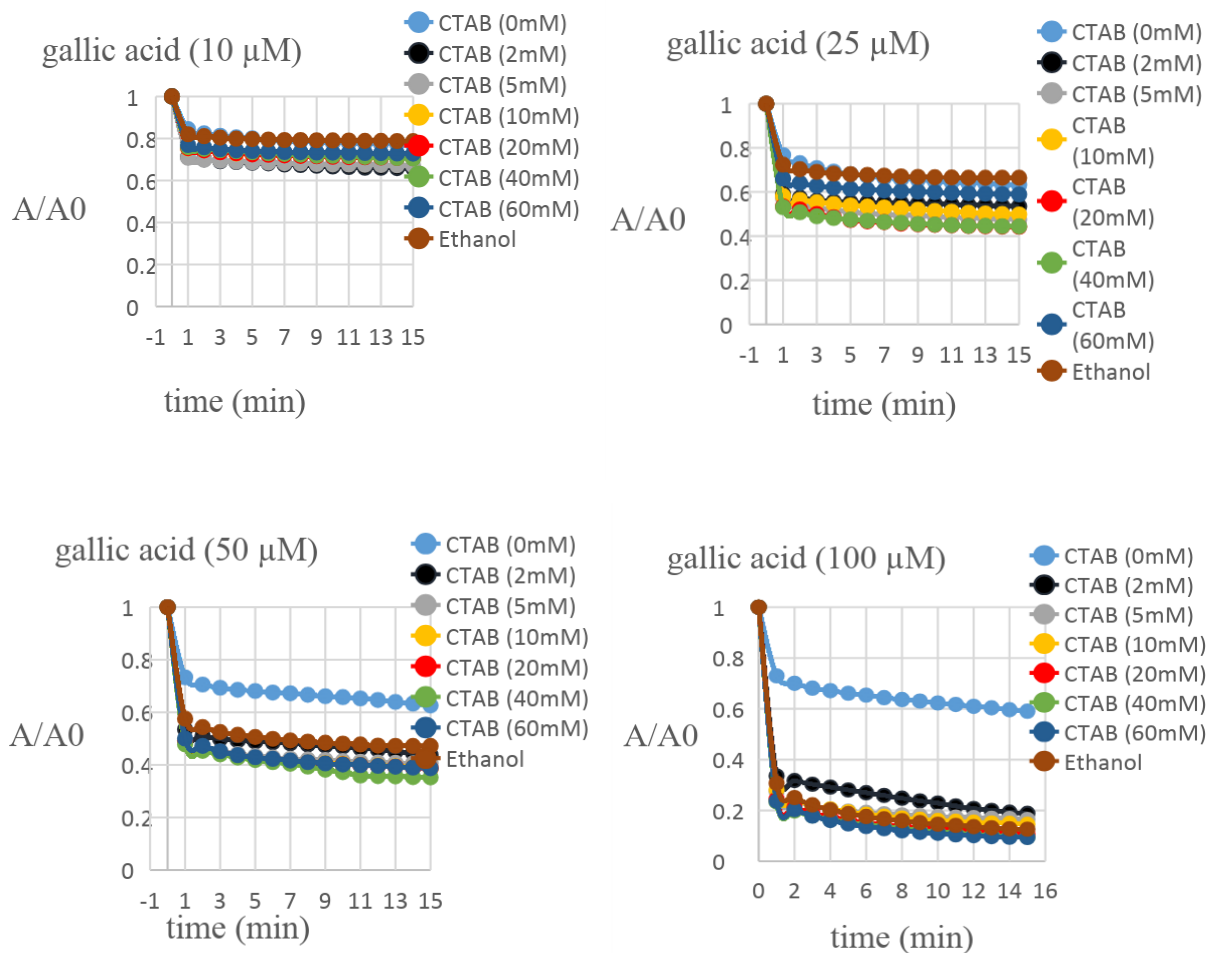 gallic acid (10 µM)
CTAB (0mM)
CTAB (2mM)
CTAB (5mM)
CTAB (10mM)
CTAB (20mM)
CTAB (40mM)
CTAB (60mM)
Ethanol
A/A0
1
0.8
0.6
0.4
0.2
0
-1 1 3 5 7 9 11 13 15
time (min)
gallic acid (25 µM)
CTAB (0mM)
CTAB (2mM)
CTAB (5mM)
CTAB
(10mM)
CTAB
(20mM)
CTAB
(40mM)
CTAB
(60mM)
Ethanol
A/A0
1
0.8
0.6
0.4
0.2
0
-1 1 3 5 7 9 11 13 15
time (min)
gallic acid (50 µM)
CTAB (0mM)
CTAB (2mM)
CTAB (5mM)
CTAB (10mM)
CTAB (20mM)
CTAB (40mM)
CTAB (60mM)
Ethanol
A/A0
1
0.8
0.6
0.4
0.2
0
-1 1 3 5 7 9 11 13 15
time (min)
gallic acid (100 µM)
CTAB (0mM)
CTAB (2mM)
CTAB (5mM)
CTAB (10mM)
CTAB (20mM)
CTAB (40mM)
CTAB (60mM)
Ethanol
A/A0
1
0.8
0.6
0.4
0.2
0
0 2 4 6 8 10 12 14 16
time (min)